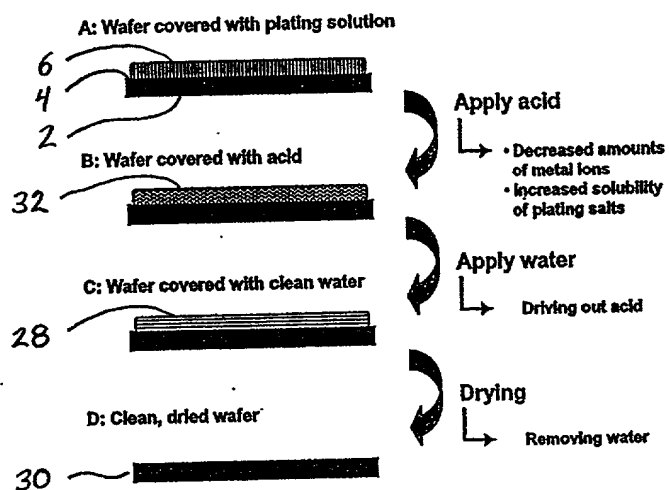 A: Wafer covered with plating solution
6
4
2
Apply acid
• Decreased amounts
of metal ions
• Increased solubility
of plating salts
B: Wafer covered with acid
32
Apply water
Driving out acid
C: Wafer covered with clean water
28
Drying
Removing water
D: Clean, dried wafer
30